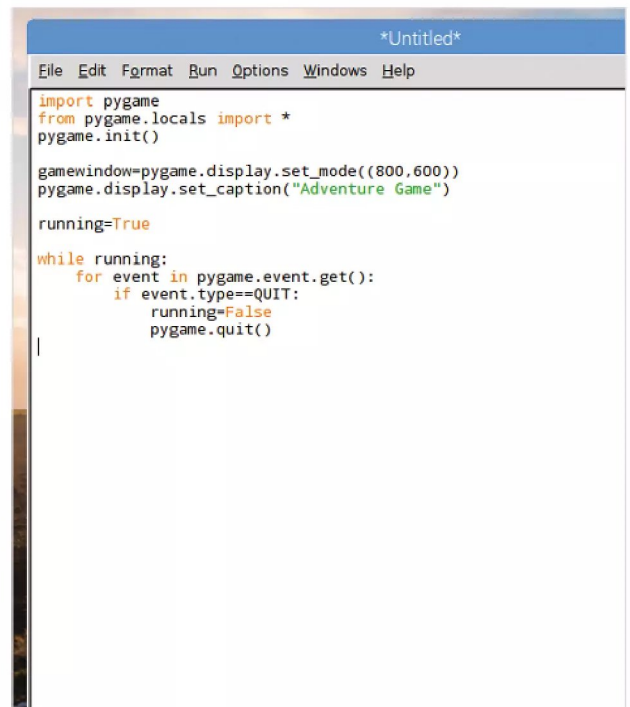 *Untitled*
File Edit Format Run Options Windows Help
import pygame
from pygame.locals import *
pygame.init()

gamewindow=pygame.display.set_mode((800,600))
pygame.display.set_caption("Adventure Game")

running=True

while running:
    for event in pygame.event.get():
        if event.type==QUIT:
            running=False
            pygame.quit()